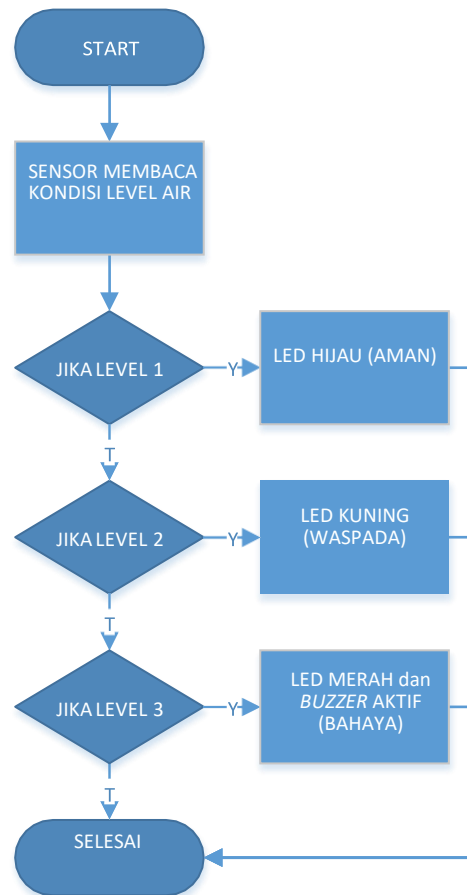 START
SENSOR MEMBACA
KONDISI LEVEL AIR
JIKA LEVEL 1
Y
LED HIJAU (AMAN)
T
JIKA LEVEL 2
Y
LED KUNING
(WASPADA)
T
JIKA LEVEL 3
Y
LED MERAH dan
BUZZER AKTIF
(BAHAYA)
T
SELESAI